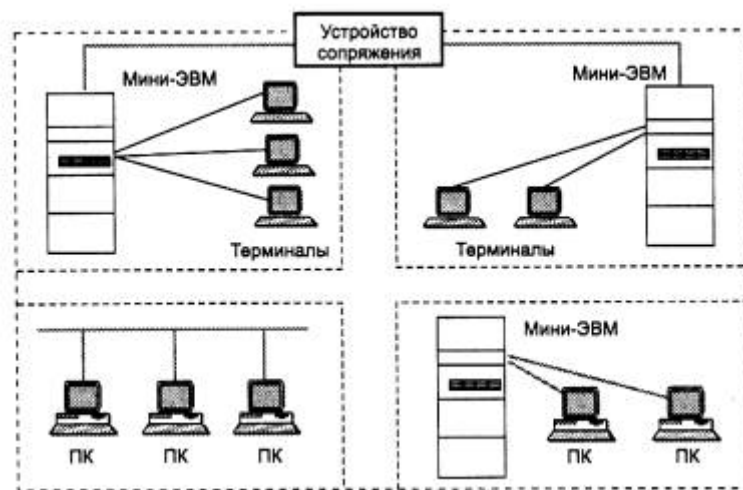 Устройство
сопряжения
Мини-ЭВМ
Мини-ЭВМ
Терминалы
Терминалы
Мини-ЭВМ
ПК
ПК
ПК
ПК
ПК